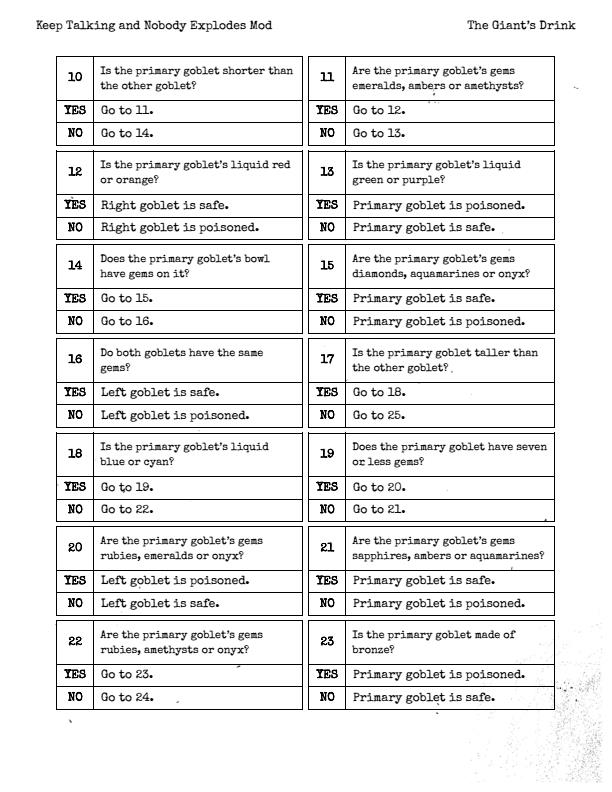 Keep Talking and Nobody Explodes Mod
The Giant's Drink
10
Is the primary goblet shorter than
the other goblet?
YES Go to 11.
NO Go to 14.
11
Are the primary goblet's gems
emeralds, ambers or amethysts?
YES Go to 12.
NO Go to 13.
12
Is the primary goblet's liquid red
or orange?
YES Right goblet is safe.
NO Right goblet is poisoned.
13
Is the primary goblet's liquid
green or purple?
YES Primary goblet is poisoned.
NO Primary goblet is safe.
14
Does the primary goblet's bowl
have gems on it?
YES Go to 15.
NO Go to 16.
15
Are the primary goblet's gems
diamonds, aquamarines or onyx?
YES Primary goblet is safe.
NO Primary goblet is poisoned.
16
Do both goblets have the same
gems?
YES Left goblet is safe.
NO Left goblet is poisoned.
17
Is the primary goblet taller than
the other goblet?
YES Go to 18.
NO Go to 25.
18
Is the primary goblet's liquid
blue or cyan?
YES Go to 19.
NO Go to 22.
19
Does the primary goblet have seven
or less gems?
YES Go to 20.
NO Go to 21.
20
Are the primary goblet's gems
rubies, emeralds or onyx?
YES Left goblet is poisoned.
NO Left goblet is safe.
21
Are the primary goblet's gems
sapphires, ambers or aquamarines?
YES Primary goblet is safe.
NO Primary goblet is poisoned.
22
Are the primary goblet's gems
rubies, amethysts or onyx?
YES Go to 23.
NO Go to 24.
23
Is the primary goblet made of
bronze?
YES Primary goblet is poisoned.
NO Primary goblet is safe.